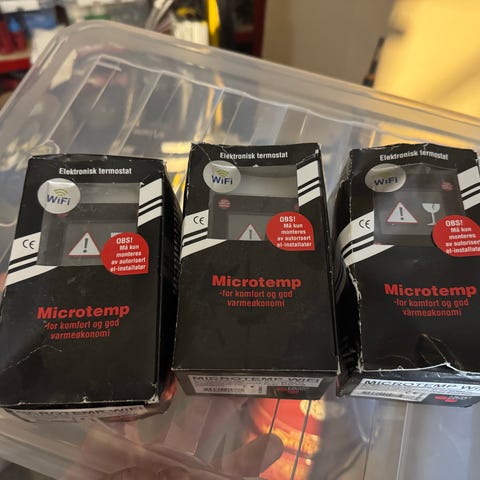 Elektronisk termostat
WiFi
CE
OBS!
Må kun
monteres
av autorisert
el-installatør
Microtemp
-for komfort og god
varmeøkonomi
Elektronisk termostat
WiFi
CE
OBS!
Må kun
monteres
av autorisert
el-installatør
Microtemp
-for komfort og god
varmeøkonomi
MICROTEMP WIFI
Elektronisk termostat
WiFi
OBS!
Må kun
monteres
av autorisert
el-installatør
Microtemp
-for komfort og god
varmeøkonomi
MICROTEMP